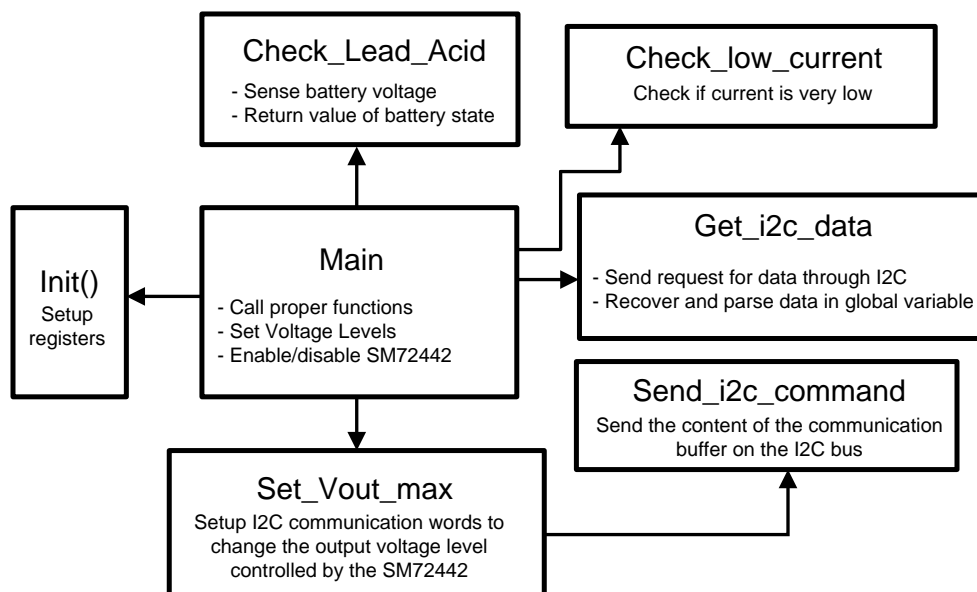 Check_Lead_Acid
- Sense battery voltage
- Return value of battery state
Check_low_current
Check if current is very low
Init()
Setup
registers
Main
- Call proper functions
- Set Voltage Levels
- Enable/disable SM72442
Get_i2c_data
- Send request for data through I2C
- Recover and parse data in global variable
Send_i2c_command
Send the content of the communication
buffer on the I2C bus
Set_Vout_max
Setup I2C communication words to
change the output voltage level
controlled by the SM72442